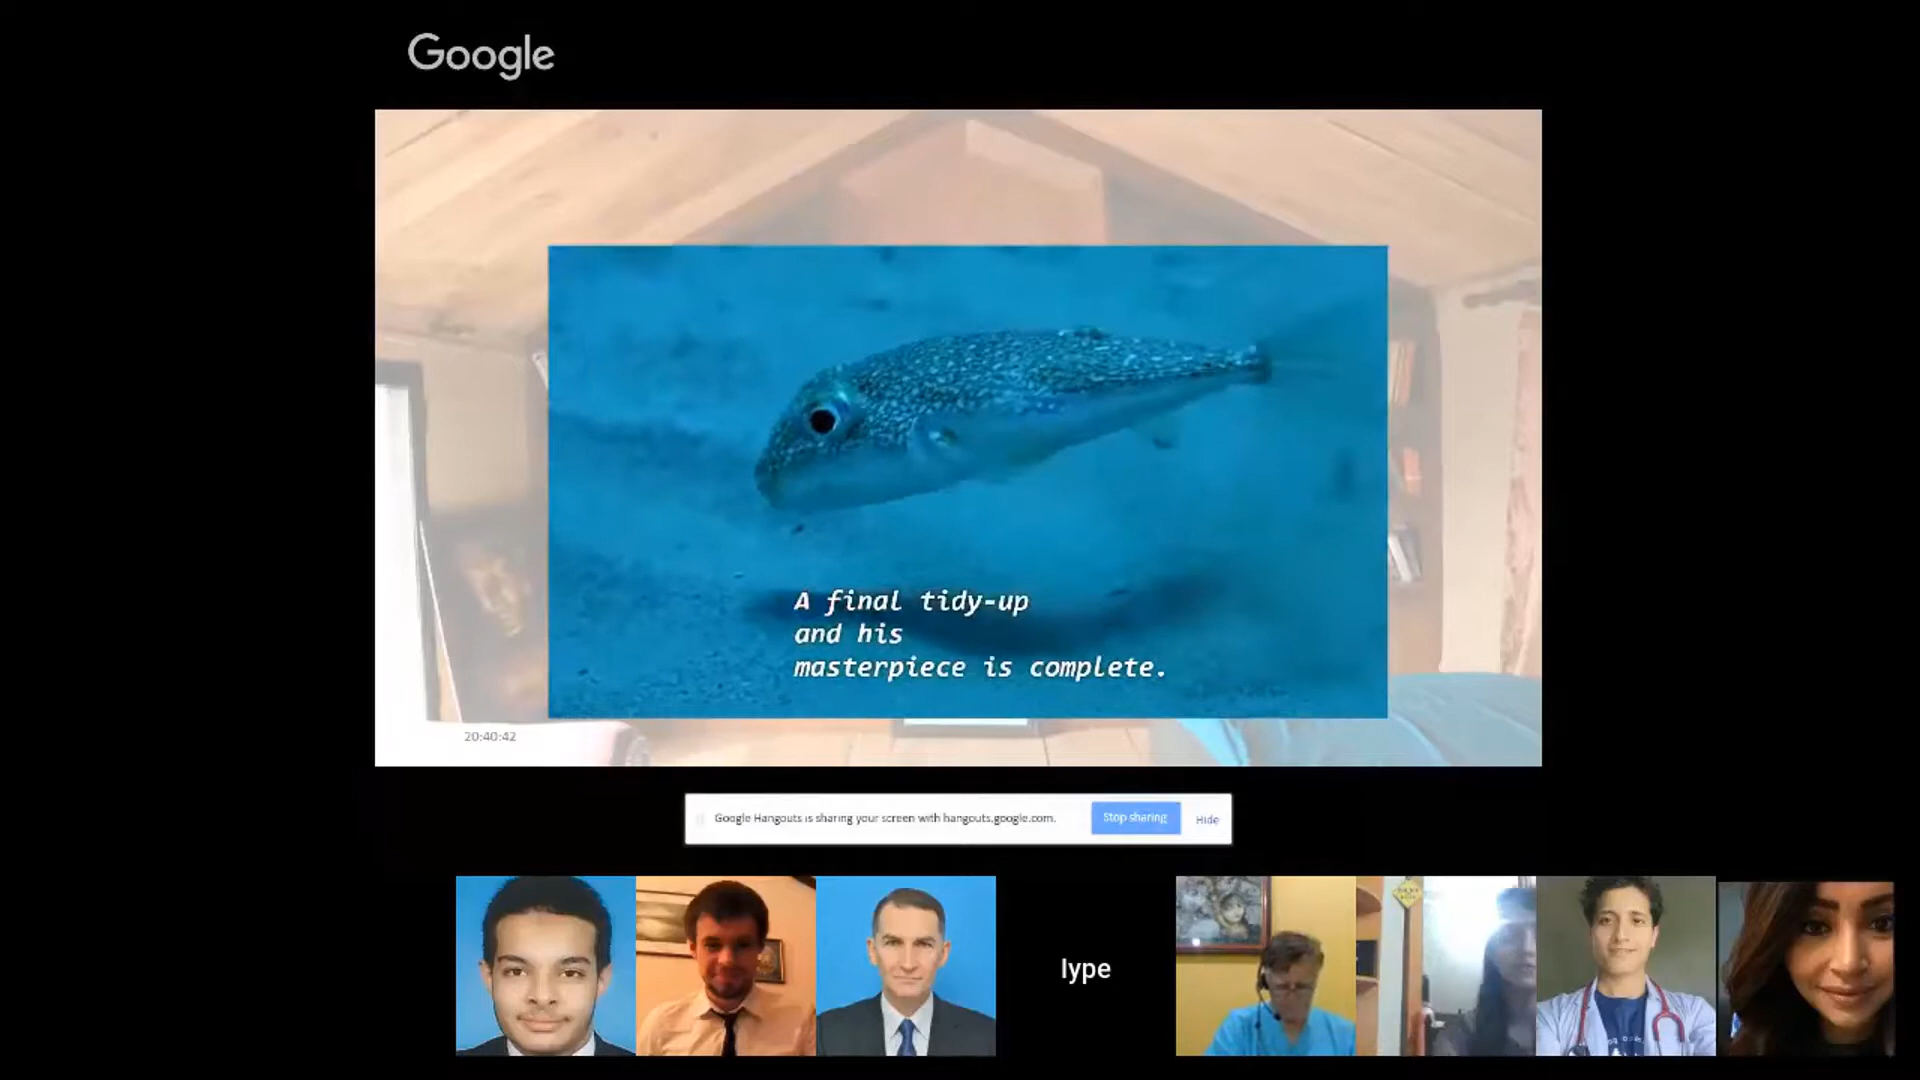 Google
A final tidy-up
and his
masterpiece is complete.
20:40:42
Google Hangouts is sharing your screen with hangouts.google.com.
Stop sharing
Hide
lype